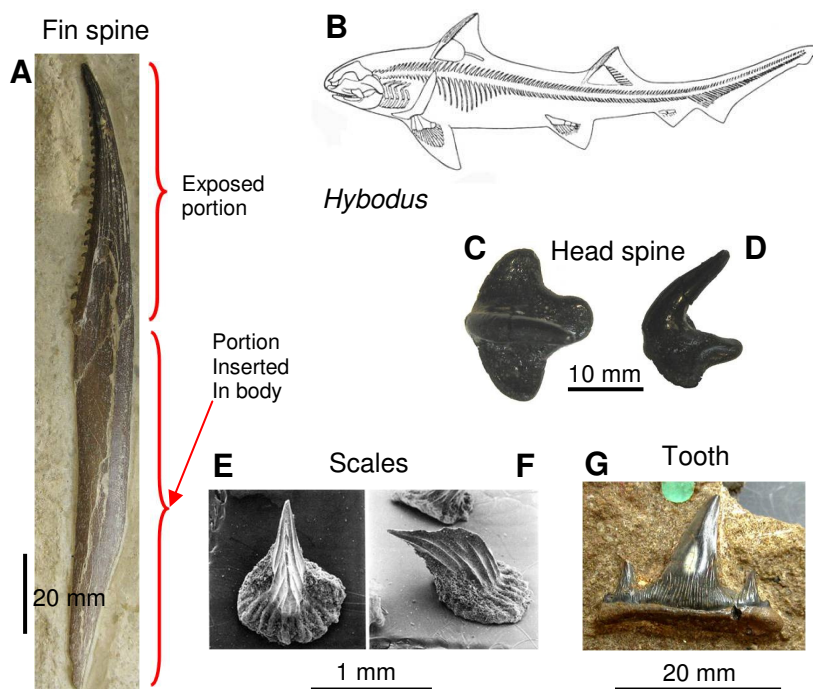 Fin spine
A
Exposed
portion
Portion
Inserted
In body
20 mm
B
Hybodus
C
Head spine
D
10 mm
E
Scales
F
1 mm
G
Tooth
20 mm